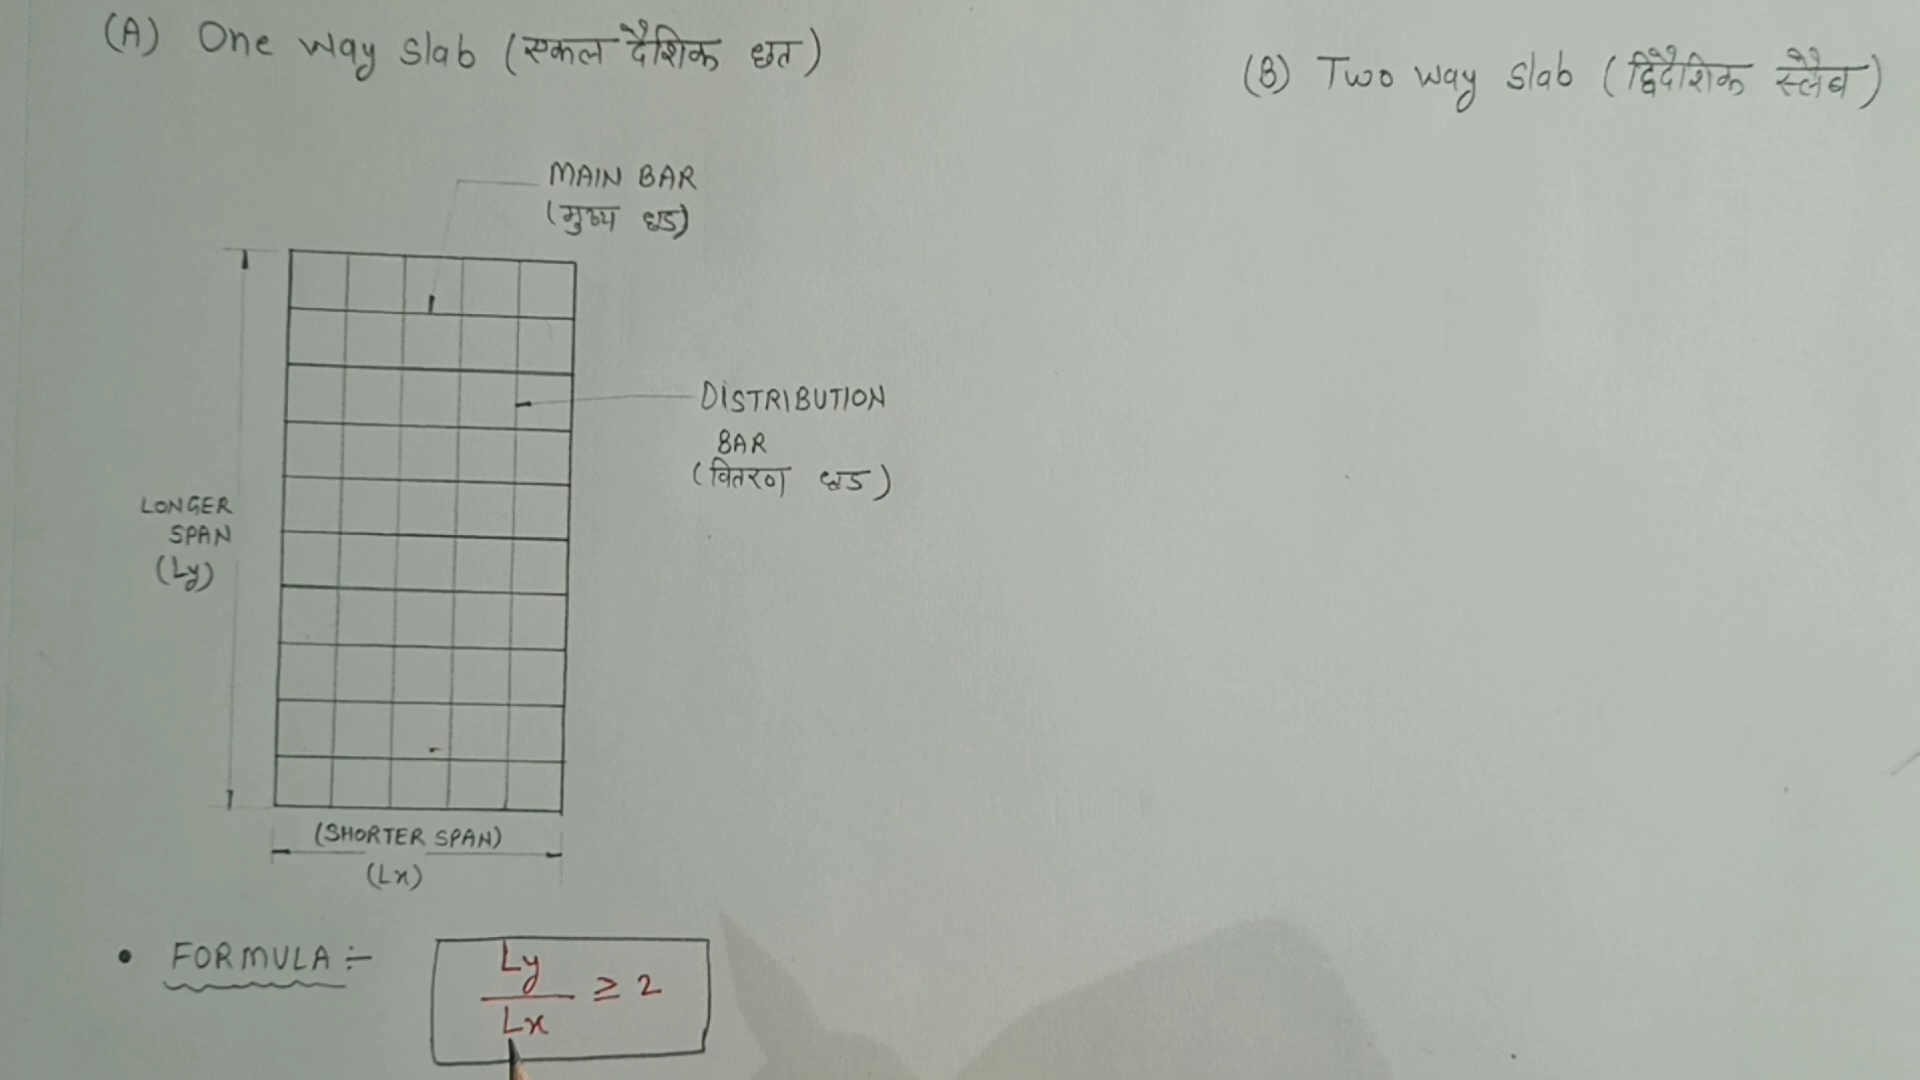 (A) One way slab (एकल दैशिक छत)
(B) Two way slab (द्विदैशिक स्लैब)
MAIN BAR
(मुख्य छड)
DISTRIBUTION
BAR
(वितरण छड)
LONGER
SPAN
(Ly)
(SHORTER SPAN)
(Lx)
• FORMULA :-
Ly
≥ 2
Lx